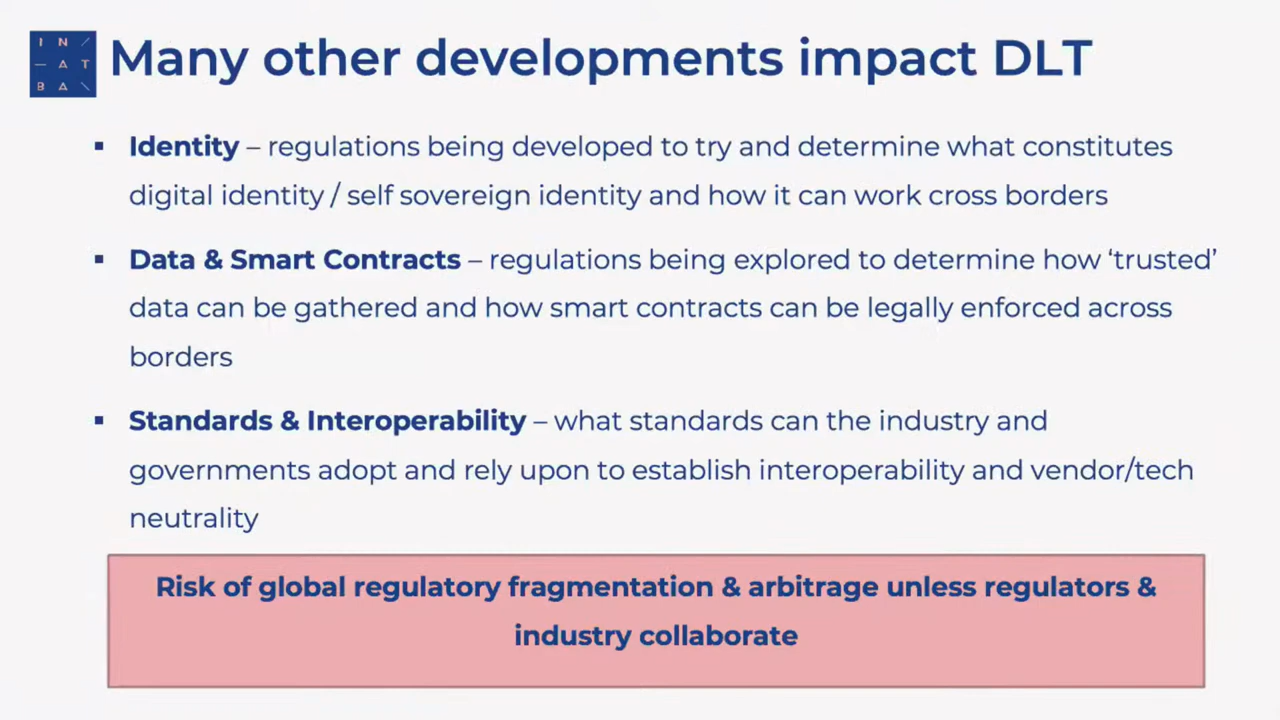 I N /
— A T
B A \
Many other developments impact DLT
▪ Identity – regulations being developed to try and determine what constitutes
digital identity / self sovereign identity and how it can work cross borders
▪ Data & Smart Contracts – regulations being explored to determine how ‘trusted’
data can be gathered and how smart contracts can be legally enforced across
borders
▪ Standards & Interoperability – what standards can the industry and
governments adopt and rely upon to establish interoperability and vendor/tech
neutrality
Risk of global regulatory fragmentation & arbitrage unless regulators &
industry collaborate